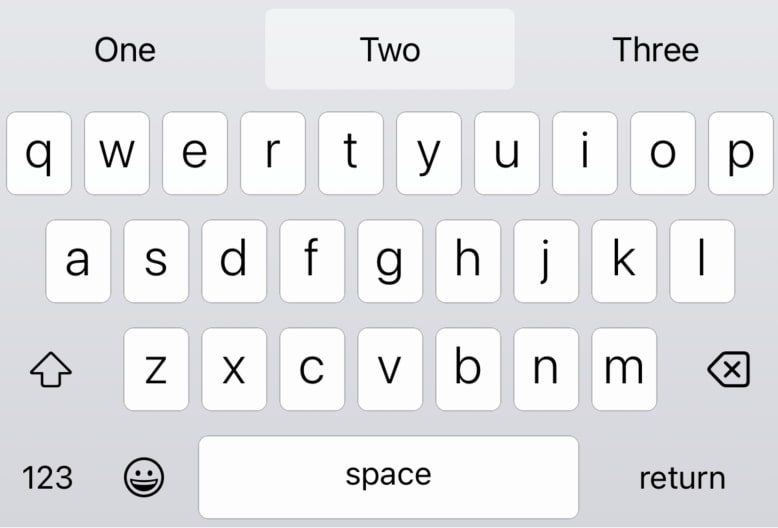 One Two Three
q w e r t y u i o p
a s d f g h j k l
z x c v b n m
123 space return